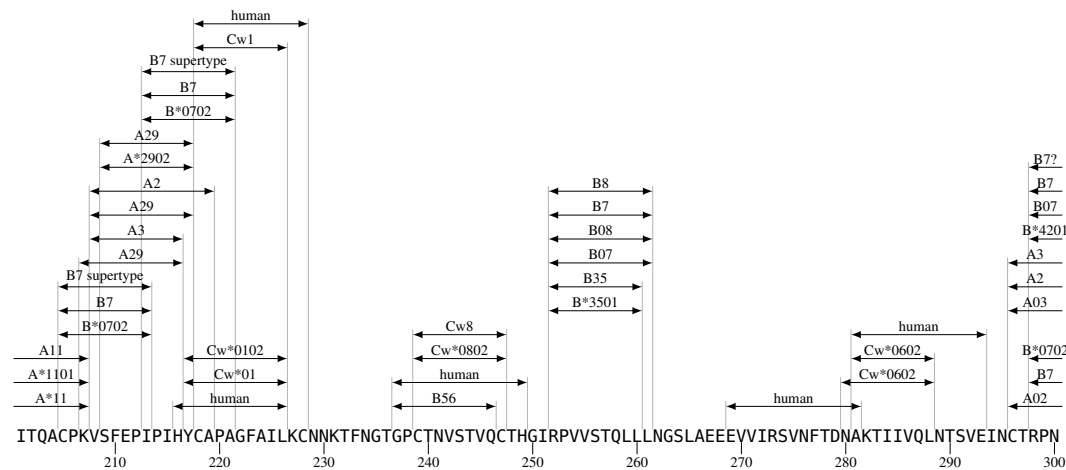 human
Cw1
B7 supertype
B7
B*0702
A29
A*2902
B7?
A2 B8 B7
A29 B7 B07
A3 B08 B*4201
A29 B07 A3
B7 supertype B35 A2
B7 B*3501 A03
B*0702 Cw8 human
A11 Cw*0102 Cw*0802 Cw*0602 B*0702
A*1101 Cw*01 human Cw*0602 B7
A*11 human B56 human A02
ITQACPKVSFEPIPIHYCAPAGFAILKCNNKTFNGTGPCTNVSTVQCTHGIRPVVSTQLLLNGSLAEEEVVIRSVNFTDNAKTIIVQLNTSVEINCTRPN
210 220 230 240 250 260 270 280 290 300